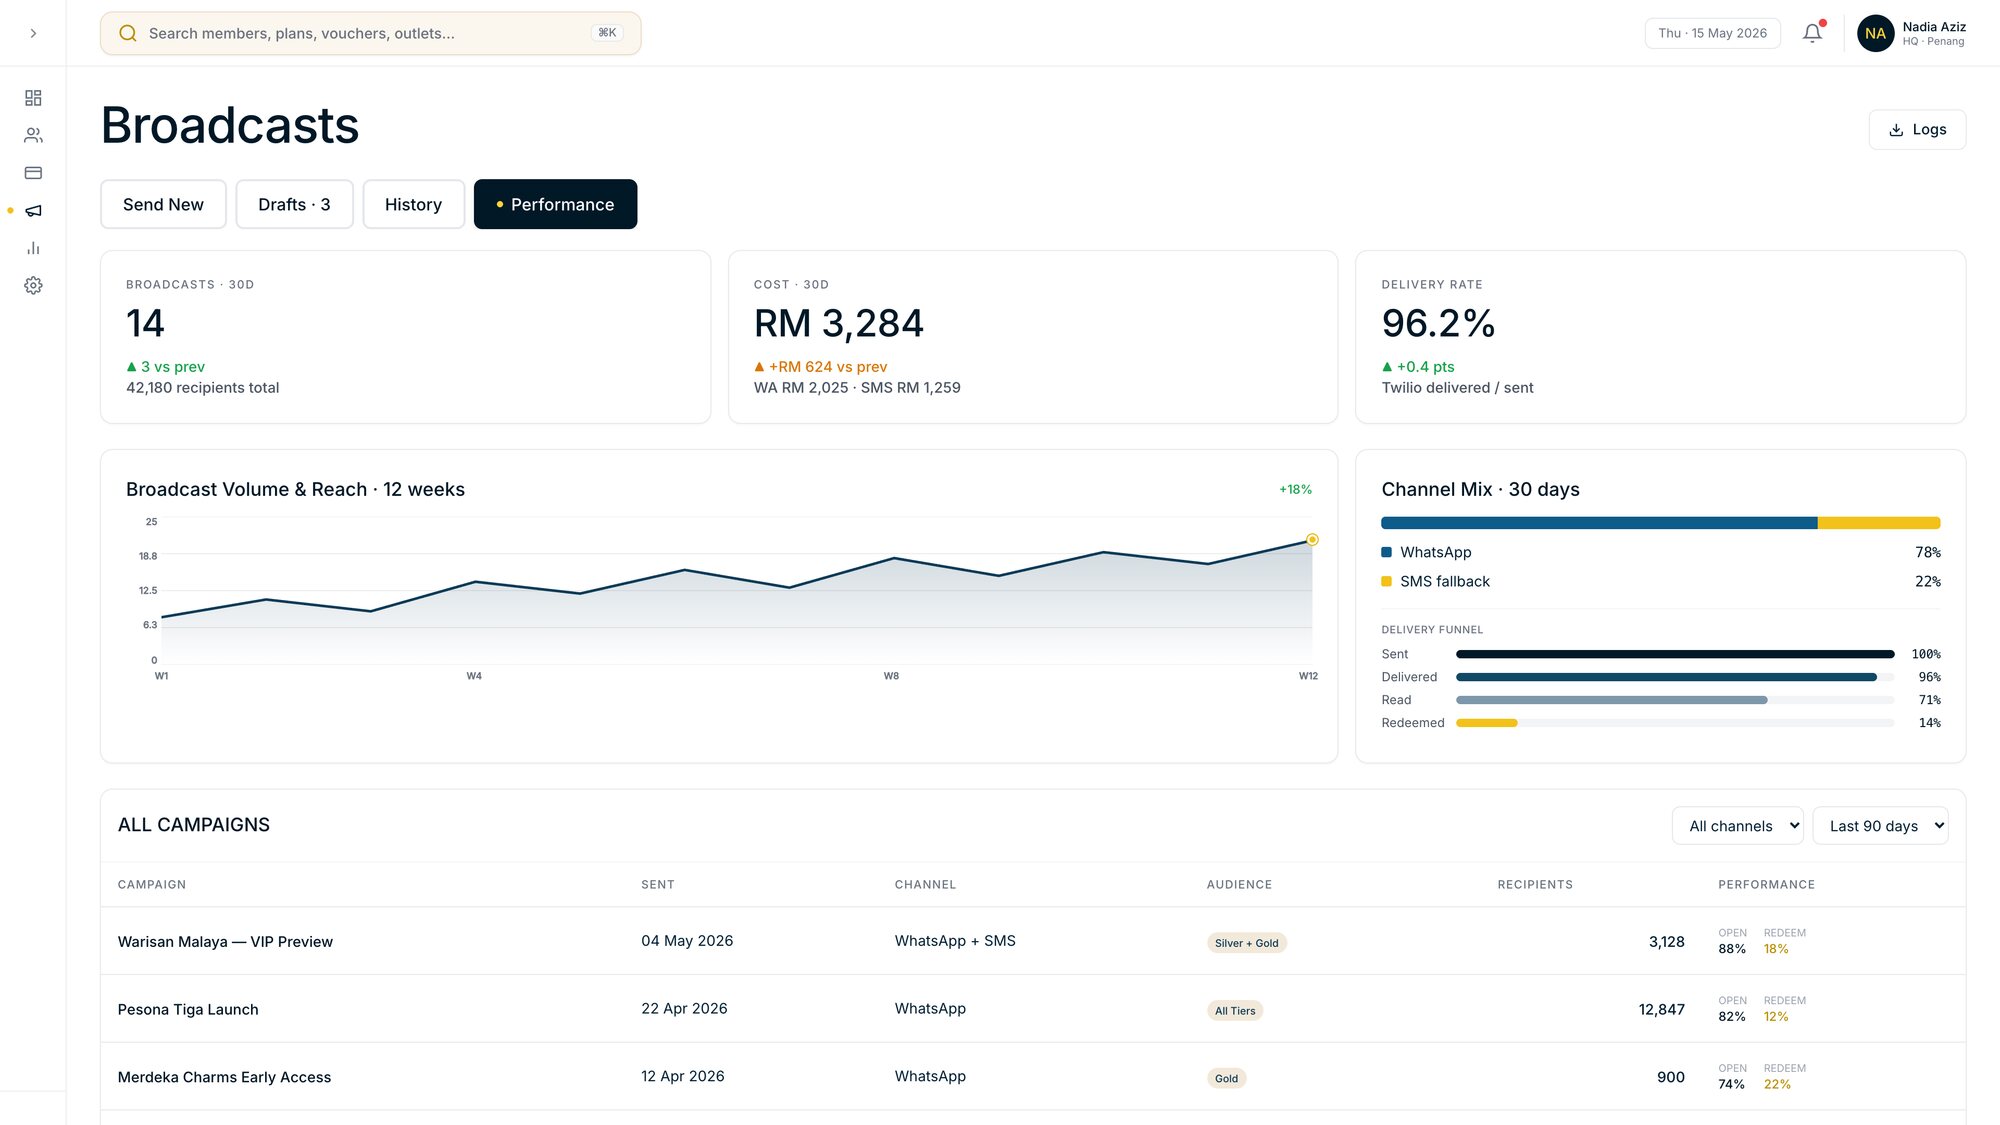 Search members, plans, vouchers, outlets...
⌘K
Thu · 15 May 2026
NA
Nadia Aziz
HQ · Penang
Broadcasts
Logs
Send New
Drafts · 3
History
Performance
BROADCASTS · 30D
14
▲ 3 vs prev
42,180 recipients total
COST · 30D
RM 3,284
▲ +RM 624 vs prev
WA RM 2,025 · SMS RM 1,259
DELIVERY RATE
96.2%
▲ +0.4 pts
Twilio delivered / sent
Broadcast Volume & Reach · 12 weeks
+18%
25
18.8
12.5
6.3
0
W1
W4
W8
W12
Channel Mix · 30 days
WhatsApp 78%
SMS fallback 22%
DELIVERY FUNNEL
Sent 100%
Delivered 96%
Read 71%
Redeemed 14%
ALL CAMPAIGNS
All channels
Last 90 days
CAMPAIGN SENT CHANNEL AUDIENCE RECIPIENTS PERFORMANCE
Warisan Malaya — VIP Preview 04 May 2026 WhatsApp + SMS Silver + Gold 3,128
OPEN REDEEM
88% 18%
Pesona Tiga Launch 22 Apr 2026 WhatsApp All Tiers 12,847
OPEN REDEEM
82% 12%
Merdeka Charms Early Access 12 Apr 2026 WhatsApp Gold 900
OPEN REDEEM
74% 22%